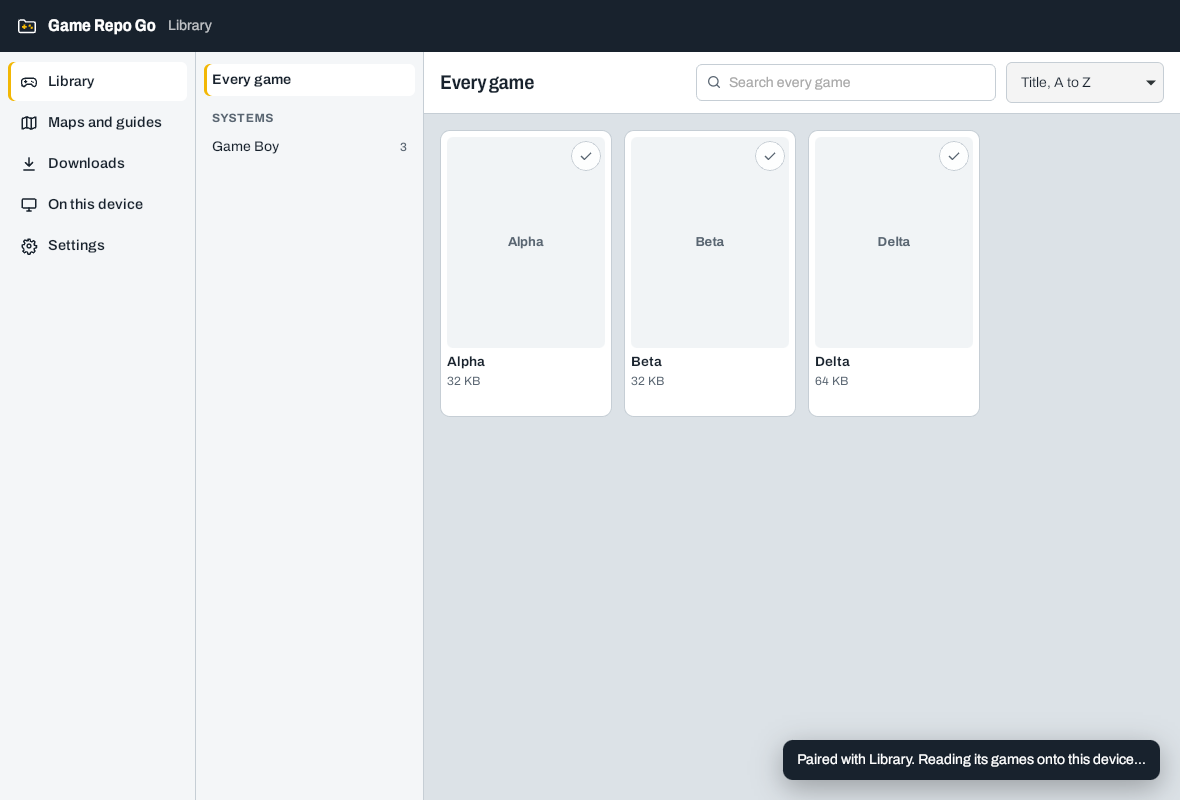 Game Repo Go Library
Library
Maps and guides
Downloads
On this device
Settings
Every game
SYSTEMS
Game Boy 3
Every game
Search every game
Title, A to Z
Alpha
Alpha
32 KB
Beta
Beta
32 KB
Delta
Delta
64 KB
Paired with Library. Reading its games onto this device...